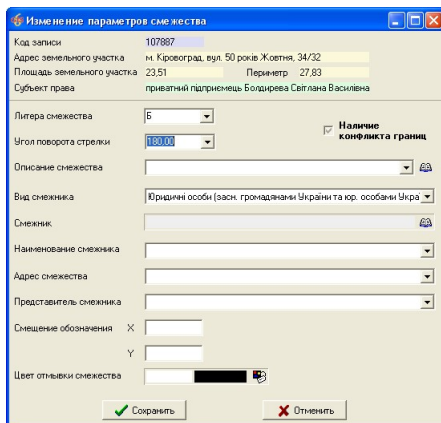 Изменение параметров смежества
Код записи 107887
Адрес земельного участка м. Кіровоград, вул. 50 років Жовтня, 34/32
Площадь земельного участка 23,51 Периметр 27,83
Субъект права приватний підприємець Болдирева Світлана Василівна
Литера смежества Б
Наличие
конфликта границ
Угол поворота стрелки 180,00
Описание смежества
Вид смежника Юридичні особи (засн. громадянами України та юр. особами Укра
Смежник
Наименование смежника
Адрес смежества
Представитель смежника
Смещение обозначения X
Y
Цвет отмывки смежества
Сохранить Отменить